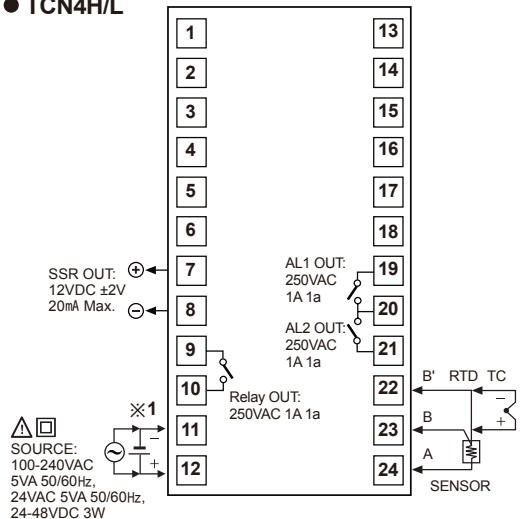 ● TCN4H/L
1
2
3
4
5
6
7
8
9
10
11
12
13
14
15
16
17
18
19
20
21
22
23
24
SSR OUT:
12VDC ±2V
20mA Max.
Relay OUT:
250VAC 1A 1a
※1
SOURCE:
100-240VAC
5VA 50/60Hz,
24VAC 5VA 50/60Hz,
24-48VDC 3W
AL1 OUT:
250VAC
1A 1a
AL2 OUT:
250VAC
1A 1a
B' RTD TC
B
A
SENSOR